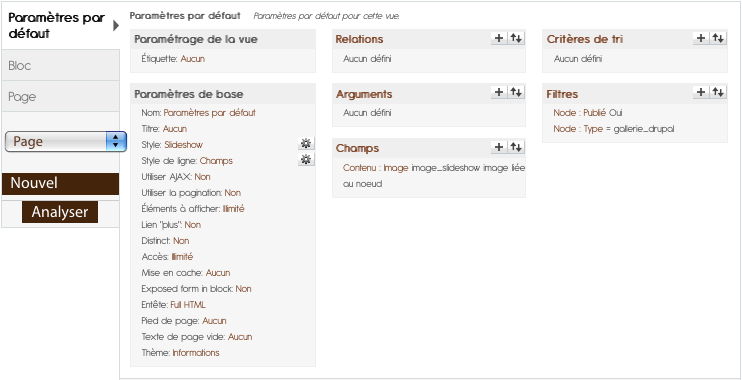 Paramètres par
défaut
Bloc
Page
Page
Nouvel
Analyser
Paramètres par défaut Paramètres par défaut pour cette vue.
Paramétrage de la vue
Étiquette: Aucun
Paramètres de base
Nom: Paramètres par défaut
Titre: Aucun
Style: Slideshow
Style de ligne: Champs
Utiliser AJAX: Non
Utiliser la pagination: Non
Éléments à afficher: Illimité
Lien "plus": Non
Distinct: Non
Accès: Illimité
Mise en cache: Aucun
Exposed form in block: Non
Entête: Full HTML
Pied de page: Aucun
Texte de page vide: Aucun
Thème: Informations
Relations
Aucun défini
Arguments
Aucun défini
Champs
Contenu : Image image_slideshow image liée
au noeud
Critères de tri
Aucun défini
Filtres
Node : Publié Oui
Node : Type = gallerie_drupal